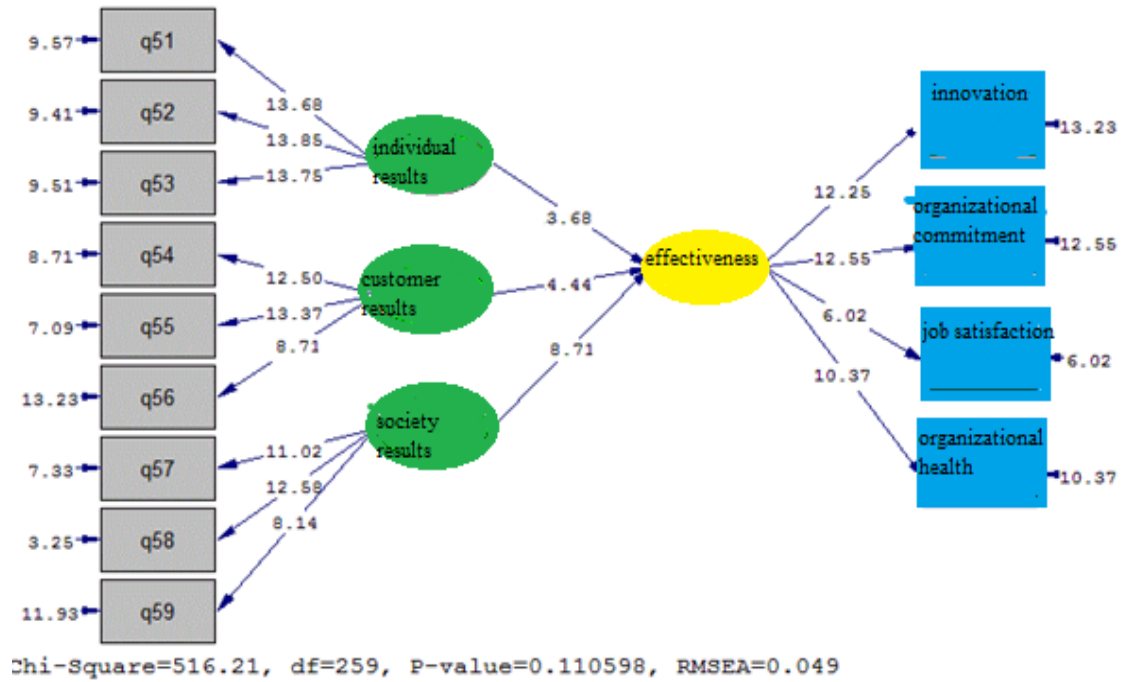 q51
q52
q53
q54
q55
q56
q57
q58
q59
9.57
9.41
9.51
8.71
7.09
13.23
7.33
3.25
11.93
13.68
13.85
13.75
12.50
13.37
8.71
11.02
12.58
8.14
individual
results
customer
results
society
results
3.68
4.44
8.71
effectiveness
12.25
12.55
6.02
10.37
innovation
organizational
commitment
job satisfaction
organizational
health
13.23
12.55
6.02
10.37
Chi-Square=516.21, df=259, P-value=0.110598, RMSEA=0.049